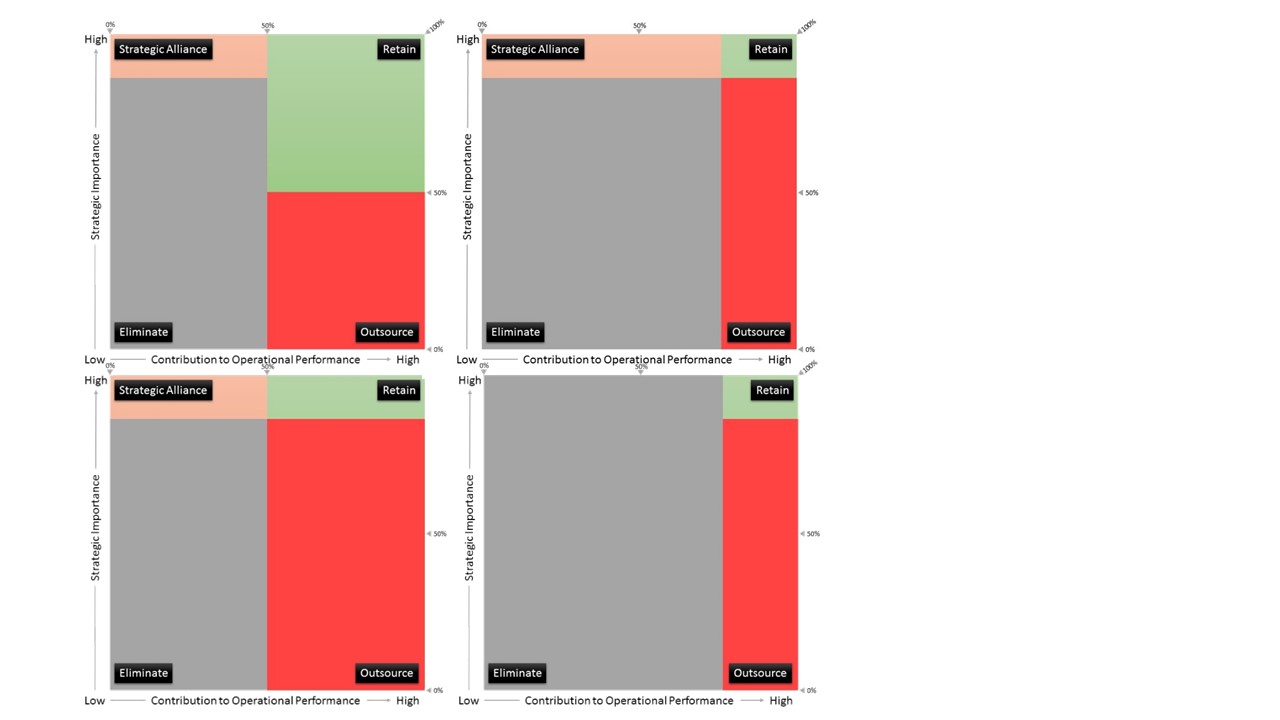 0%
50%
100%
High
Strategic Alliance
Retain
Strategic Importance
50%
Eliminate
Outsource
0%
Low
Contribution to Operational Performance
High
0%
50%
100%
High
Strategic Alliance
Retain
Strategic Importance
50%
Eliminate
Outsource
0%
Low
Contribution to Operational Performance
High
0%
50%
High
Strategic Alliance
Retain
Strategic Importance
50%
Eliminate
Outsource
0%
Low
Contribution to Operational Performance
High
0%
50%
100%
High
Retain
Strategic Importance
50%
Eliminate
Outsource
0%
Low
Contribution to Operational Performance
High